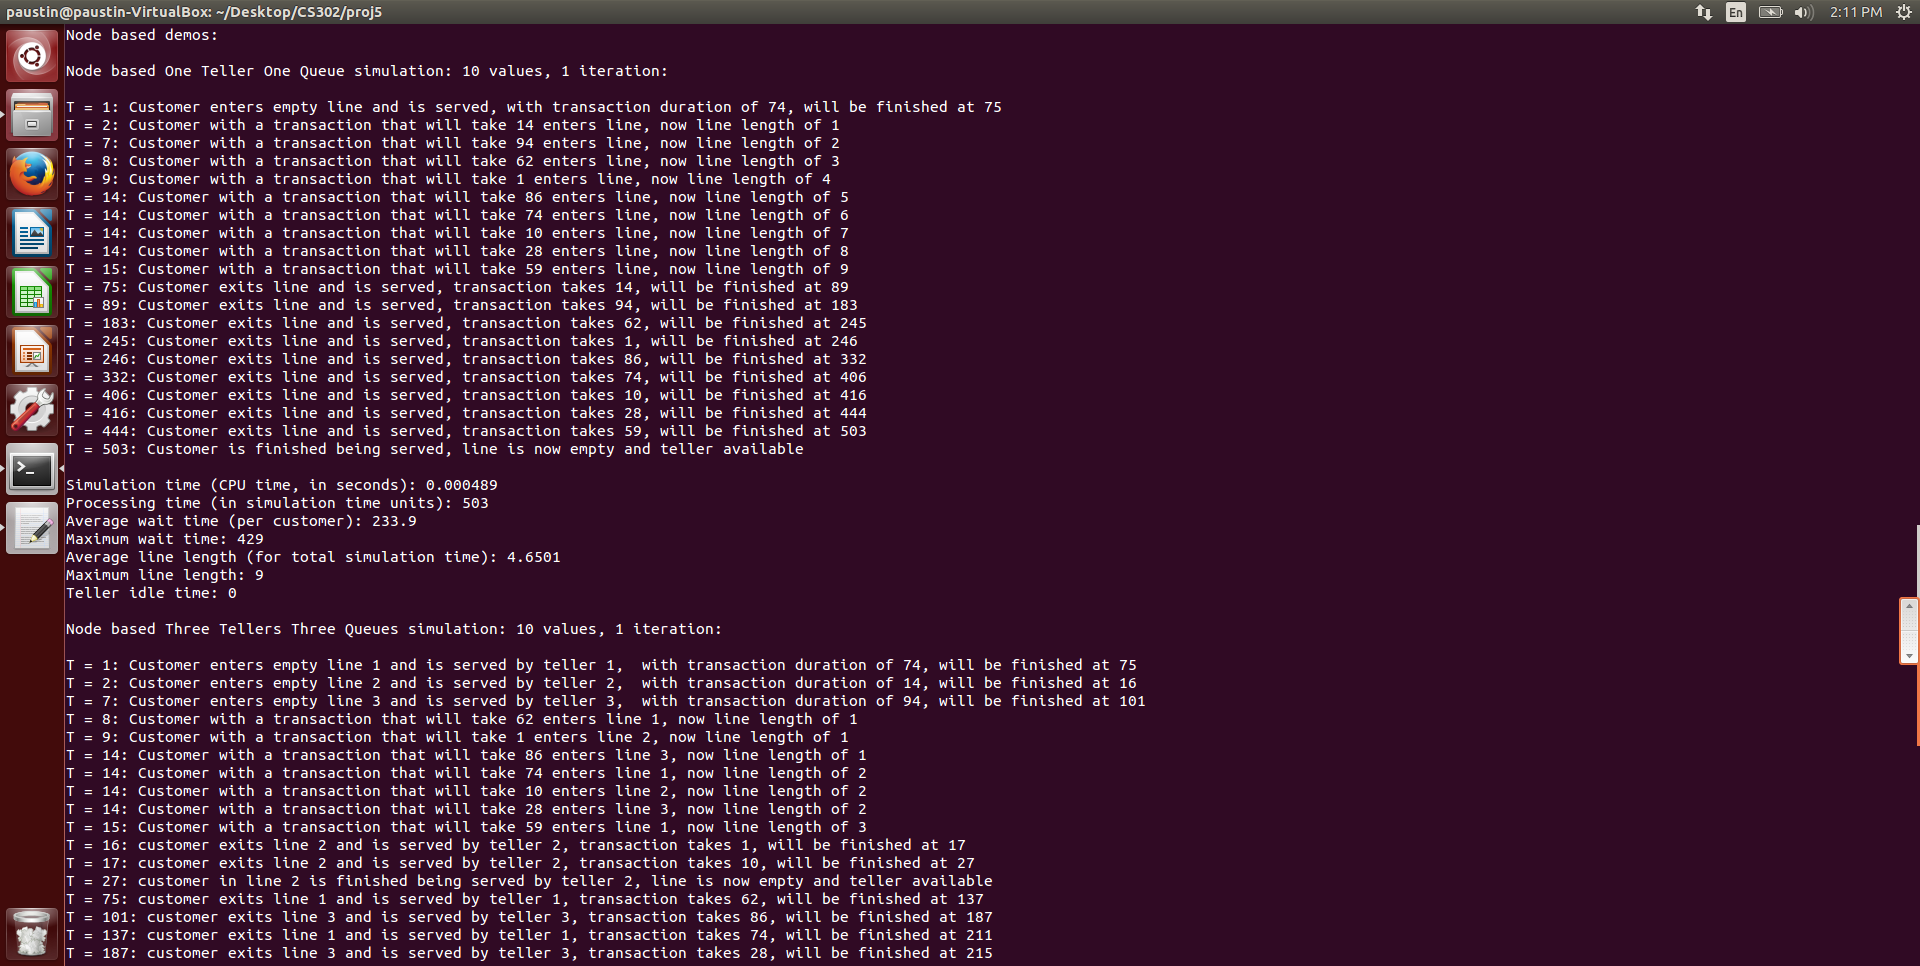 paustin@paustin-VirtualBox: ~/Desktop/CS302/proj5
En
2:11 PM
Node based demos:
Node based One Teller One Queue simulation: 10 values, 1 iteration:
T = 1: Customer enters empty line and is served, with transaction duration of 74, will be finished at 75
T = 2: Customer with a transaction that will take 14 enters line, now line length of 1
T = 7: Customer with a transaction that will take 94 enters line, now line length of 2
T = 8: Customer with a transaction that will take 62 enters line, now line length of 3
T = 9: Customer with a transaction that will take 1 enters line, now line length of 4
T = 14: Customer with a transaction that will take 86 enters line, now line length of 5
T = 14: Customer with a transaction that will take 74 enters line, now line length of 6
T = 14: Customer with a transaction that will take 10 enters line, now line length of 7
T = 14: Customer with a transaction that will take 28 enters line, now line length of 8
T = 15: Customer with a transaction that will take 59 enters line, now line length of 9
T = 75: Customer exits line and is served, transaction takes 14, will be finished at 89
T = 89: Customer exits line and is served, transaction takes 94, will be finished at 183
T = 183: Customer exits line and is served, transaction takes 62, will be finished at 245
T = 245: Customer exits line and is served, transaction takes 1, will be finished at 246
T = 246: Customer exits line and is served, transaction takes 86, will be finished at 332
T = 332: Customer exits line and is served, transaction takes 74, will be finished at 406
T = 406: Customer exits line and is served, transaction takes 10, will be finished at 416
T = 416: Customer exits line and is served, transaction takes 28, will be finished at 444
T = 444: Customer exits line and is served, transaction takes 59, will be finished at 503
T = 503: Customer is finished being served, line is now empty and teller available
Simulation time (CPU time, in seconds): 0.000489
Processing time (in simulation time units): 503
Average wait time (per customer): 233.9
Maximum wait time: 429
Average line length (for total simulation time): 4.6501
Maximum line length: 9
Teller idle time: 0
Node based Three Tellers Three Queues simulation: 10 values, 1 iteration:
T = 1: Customer enters empty line 1 and is served by teller 1,  with transaction duration of 74, will be finished at 75
T = 2: Customer enters empty line 2 and is served by teller 2,  with transaction duration of 14, will be finished at 16
T = 7: Customer enters empty line 3 and is served by teller 3,  with transaction duration of 94, will be finished at 101
T = 8: Customer with a transaction that will take 62 enters line 1, now line length of 1
T = 9: Customer with a transaction that will take 1 enters line 2, now line length of 1
T = 14: Customer with a transaction that will take 86 enters line 3, now line length of 1
T = 14: Customer with a transaction that will take 74 enters line 1, now line length of 2
T = 14: Customer with a transaction that will take 10 enters line 2, now line length of 2
T = 14: Customer with a transaction that will take 28 enters line 3, now line length of 2
T = 15: Customer with a transaction that will take 59 enters line 1, now line length of 3
T = 16: customer exits line 2 and is served by teller 2, transaction takes 1, will be finished at 17
T = 17: customer exits line 2 and is served by teller 2, transaction takes 10, will be finished at 27
T = 27: customer in line 2 is finished being served by teller 2, line is now empty and teller available
T = 75: customer exits line 1 and is served by teller 1, transaction takes 62, will be finished at 137
T = 101: customer exits line 3 and is served by teller 3, transaction takes 86, will be finished at 187
T = 137: customer exits line 1 and is served by teller 1, transaction takes 74, will be finished at 211
T = 187: customer exits line 3 and is served by teller 3, transaction takes 28, will be finished at 215